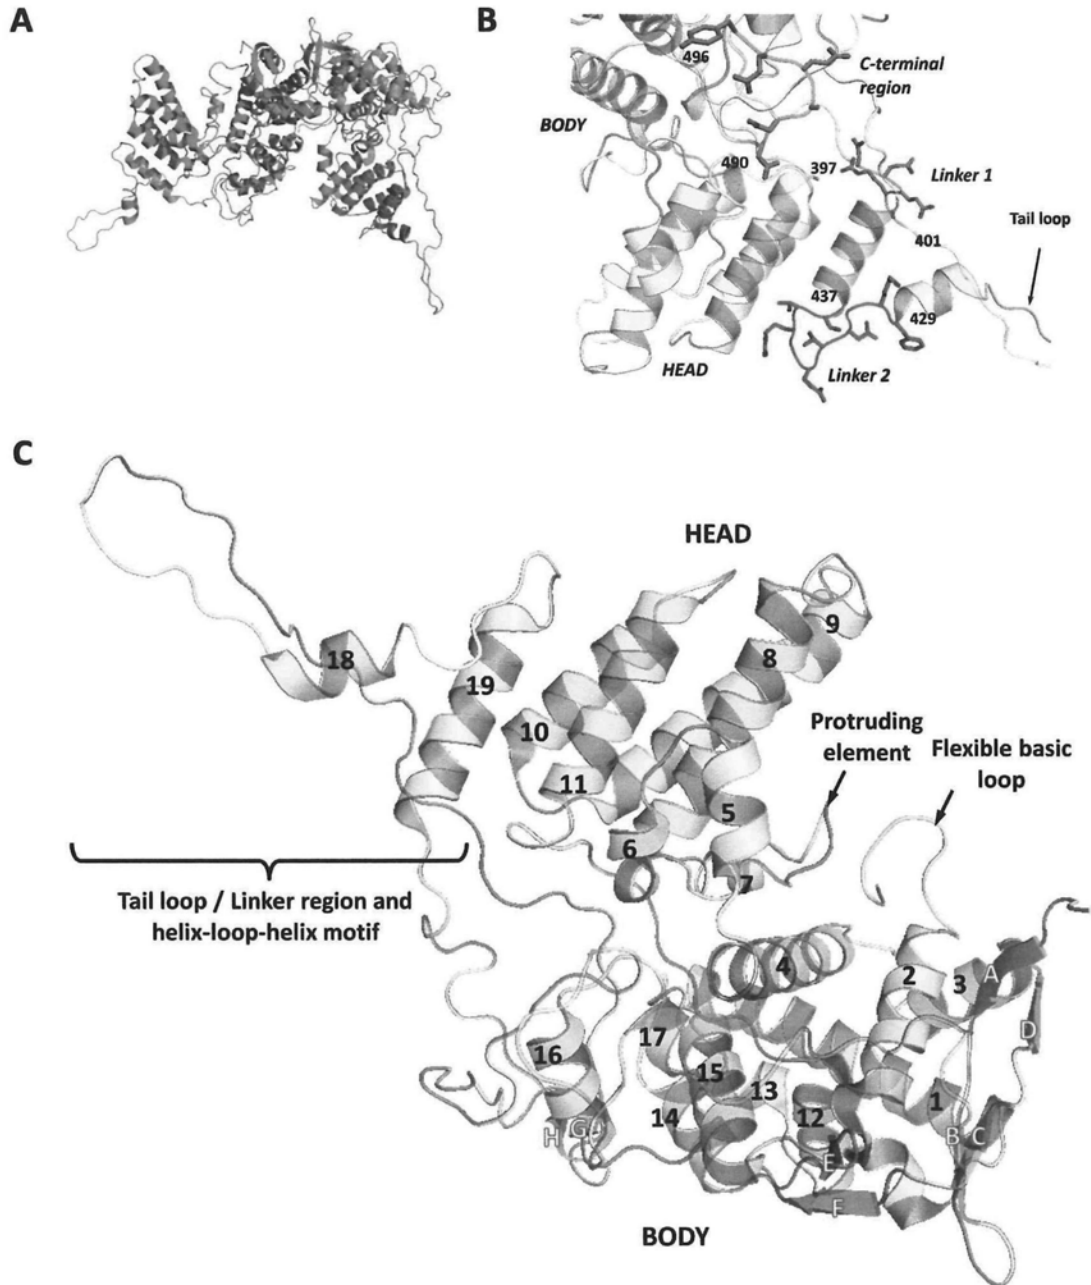 A
B
496
C-terminal
region
BODY
490
397
Linker 1
401
Tail loop
437
429
Linker 2
HEAD
C
HEAD
9
18
8
19
10
Protruding
element
Flexible basic
loop
11
5
6
7
Tail loop / Linker region and
helix-loop-helix motif
4
2
3
A
D
17
16
15
13
1
14
12
H
G
B
C
E
F
BODY